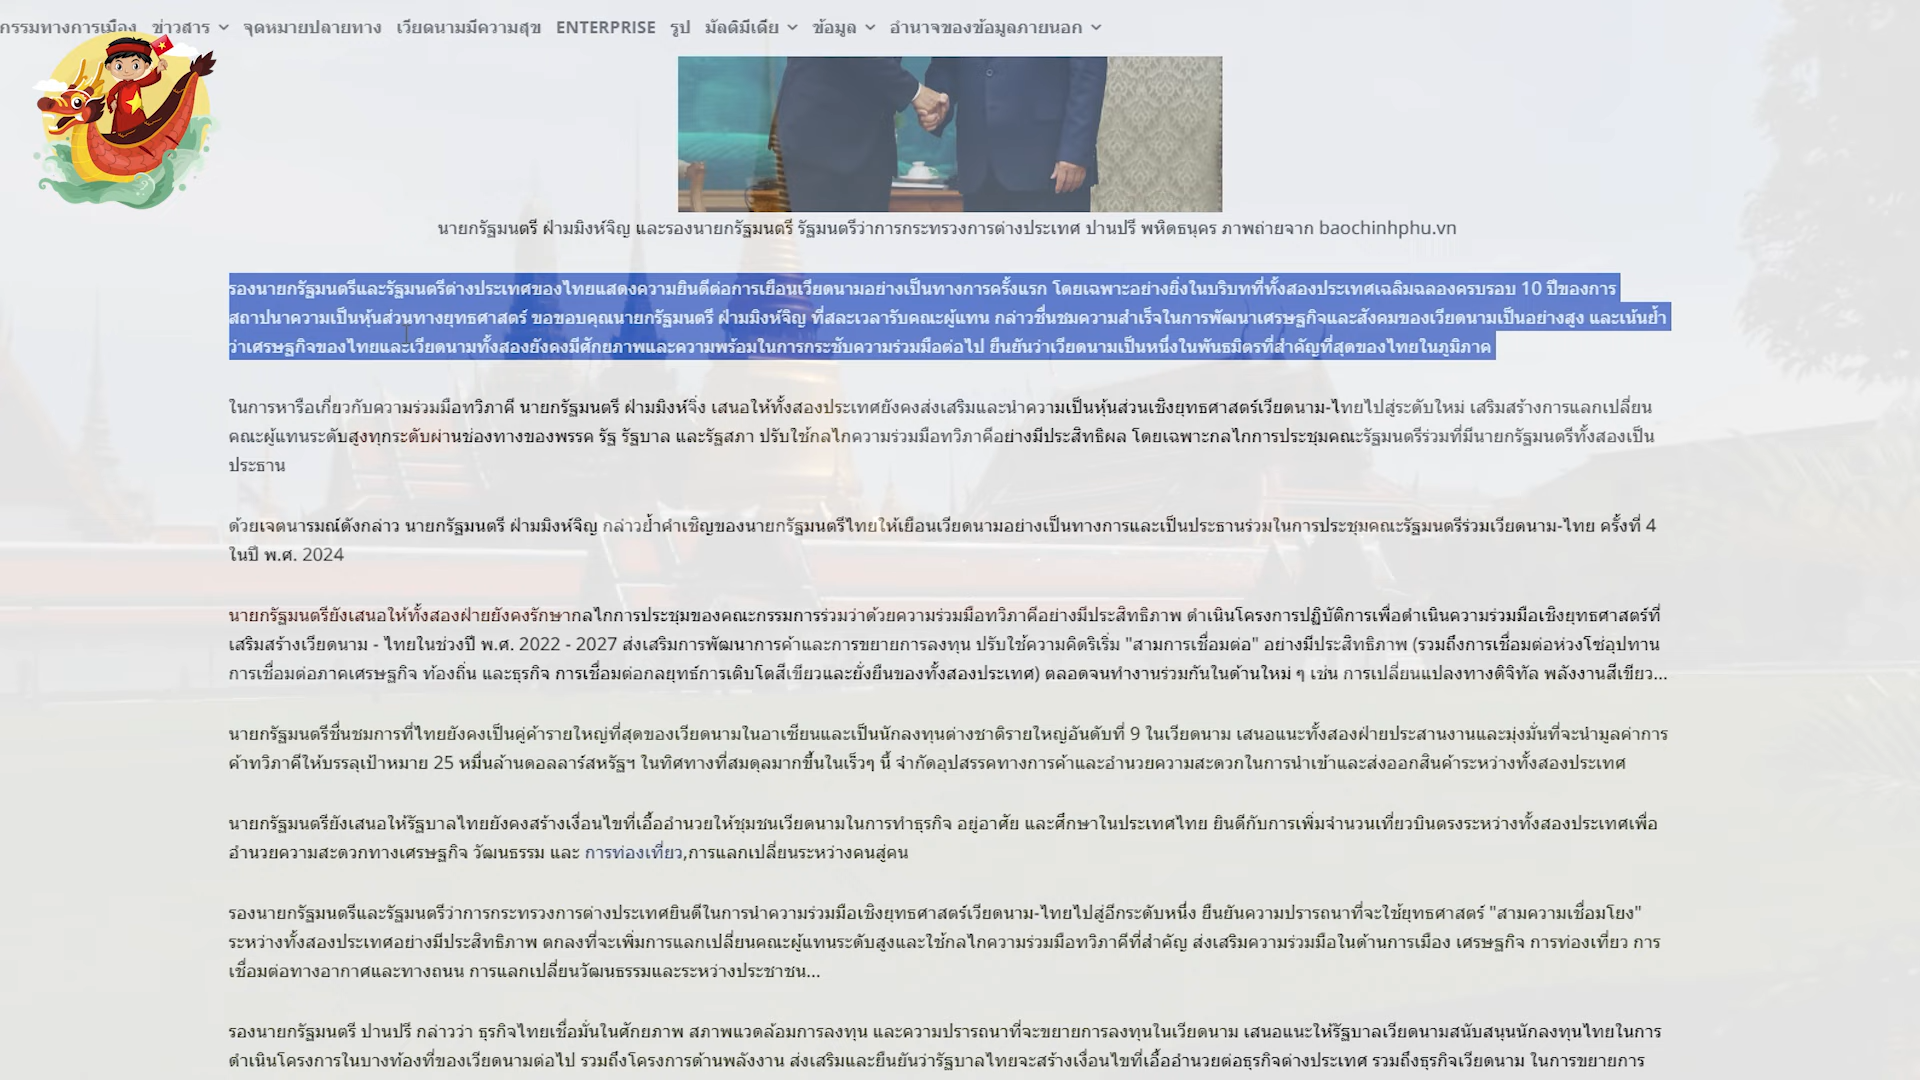 กรรมทางการเมือง ข่าวสาร จุดหมายปลายทาง เวียดนามมีความสุข ENTERPRISE รูป มัลติมีเดีย ข้อมูล อำนาจของข้อมูลภายนอก
นายกรัฐมนตรี ฝ่ามมิงห์จิญ และรองนายกรัฐมนตรี รัฐมนตรีว่าการกระทรวงการต่างประเทศ ปานปรี พหิดธนุคร ภาพถ่ายจาก baochinhphu.vn
รองนายกรัฐมนตรีและรัฐมนตรีต่างประเทศของไทยแสดงความยินดีต่อการเยือนเวียดนามอย่างเป็นทางการครั้งแรก โดยเฉพาะอย่างยิ่งในบริบทที่ทั้งสองประเทศเฉลิมฉลองครบรอบ 10 ปีของการ
สถาปนาความเป็นหุ้นส่วนทางยุทธศาสตร์ ขอขอบคุณนายกรัฐมนตรี ฝ่ามมิงห์จิญ ที่สละเวลารับคณะผู้แทน กล่าวชื่นชมความสำเร็จในการพัฒนาเศรษฐกิจและสังคมของเวียดนามเป็นอย่างสูง และเน้นย้ำ
ว่าเศรษฐกิจของไทยและเวียดนามทั้งสองยังคงมีศักยภาพและความพร้อมในการกระชับความร่วมมือต่อไป ยืนยันว่าเวียดนามเป็นหนึ่งในพันธมิตรที่สำคัญที่สุดของไทยในภูมิภาค
ในการหารือเกี่ยวกับความร่วมมือทวิภาคี นายกรัฐมนตรี ฝ่ามมิงห์จิ่ง เสนอให้ทั้งสองประเทศยังคงส่งเสริมและนำความเป็นหุ้นส่วนเชิงยุทธศาสตร์เวียดนาม-ไทยไปสู่ระดับใหม่ เสริมสร้างการแลกเปลี่ยน
คณะผู้แทนระดับสูงทุกระดับผ่านช่องทางของพรรค รัฐ รัฐบาล และรัฐสภา ปรับใช้กลไกความร่วมมือทวิภาคีอย่างมีประสิทธิผล โดยเฉพาะกลไกการประชุมคณะรัฐมนตรีร่วมที่มีนายกรัฐมนตรีทั้งสองเป็น
ประธาน
ด้วยเจตนารมณ์ดังกล่าว นายกรัฐมนตรี ฝ่ามมิงห์จิญ กล่าวย้ำคำเชิญของนายกรัฐมนตรีไทยให้เยือนเวียดนามอย่างเป็นทางการและเป็นประธานร่วมในการประชุมคณะรัฐมนตรีร่วมเวียดนาม-ไทย ครั้งที่ 4
ในปี พ.ศ. 2024
นายกรัฐมนตรียังเสนอให้ทั้งสองฝ่ายยังคงรักษากลไกการประชุมของคณะกรรมการร่วมว่าด้วยความร่วมมือทวิภาคีอย่างมีประสิทธิภาพ ดำเนินโครงการปฏิบัติการเพื่อดำเนินความร่วมมือเชิงยุทธศาสตร์ที่
เสริมสร้างเวียดนาม - ไทยในช่วงปี พ.ศ. 2022 - 2027 ส่งเสริมการพัฒนาการค้าและการขยายการลงทุน ปรับใช้ความคิดริเริ่ม "สามการเชื่อมต่อ" อย่างมีประสิทธิภาพ (รวมถึงการเชื่อมต่อห่วงโซ่อุปทาน
การเชื่อมต่อภาคเศรษฐกิจ ท้องถิ่น และธุรกิจ การเชื่อมต่อกลยุทธ์การเติบโตสีเขียวและยั่งยืนของทั้งสองประเทศ) ตลอดจนทำงานร่วมกันในด้านใหม่ ๆ เช่น การเปลี่ยนแปลงทางดิจิทัล พลังงานสีเขียว...
นายกรัฐมนตรีชื่นชมการที่ไทยยังคงเป็นคู่ค้ารายใหญ่ที่สุดของเวียดนามในอาเซียนและเป็นนักลงทุนต่างชาติรายใหญ่อันดับที่ 9 ในเวียดนาม เสนอแนะทั้งสองฝ่ายประสานงานและมุ่งมั่นที่จะนำมูลค่าการ
ค้าทวิภาคีให้บรรลุเป้าหมาย 25 หมื่นล้านดอลลาร์สหรัฐฯ ในทิศทางที่สมดุลมากขึ้นในเร็วๆ นี้ จำกัดอุปสรรคทางการค้าและอำนวยความสะดวกในการนำเข้าและส่งออกสินค้าระหว่างทั้งสองประเทศ
นายกรัฐมนตรียังเสนอให้รัฐบาลไทยยังคงสร้างเงื่อนไขที่เอื้ออำนวยให้ชุมชนเวียดนามในการทำธุรกิจ อยู่อาศัย และศึกษาในประเทศไทย ยินดีกับการเพิ่มจำนวนเที่ยวบินตรงระหว่างทั้งสองประเทศเพื่อ
อำนวยความสะดวกทางเศรษฐกิจ วัฒนธรรม และ การท่องเที่ยว,การแลกเปลี่ยนระหว่างคนสู่คน
รองนายกรัฐมนตรีและรัฐมนตรีว่าการกระทรวงการต่างประเทศยินดีในการนำความร่วมมือเชิงยุทธศาสตร์เวียดนาม-ไทยไปสู่อีกระดับหนึ่ง ยืนยันความปรารถนาที่จะใช้ยุทธศาสตร์ "สามความเชื่อมโยง"
ระหว่างทั้งสองประเทศอย่างมีประสิทธิภาพ ตกลงที่จะเพิ่มการแลกเปลี่ยนคณะผู้แทนระดับสูงและใช้กลไกความร่วมมือทวิภาคีที่สำคัญ ส่งเสริมความร่วมมือในด้านการเมือง เศรษฐกิจ การท่องเที่ยว การ
เชื่อมต่อทางอากาศและทางถนน การแลกเปลี่ยนวัฒนธรรมและระหว่างประชาชน...
รองนายกรัฐมนตรี ปานปรี กล่าวว่า ธุรกิจไทยเชื่อมั่นในศักยภาพ สภาพแวดล้อมการลงทุน และความปรารถนาที่จะขยายการลงทุนในเวียดนาม เสนอแนะให้รัฐบาลเวียดนามสนับสนุนนักลงทุนไทยในการ
ดำเนินโครงการในบางท้องที่ของเวียดนามต่อไป รวมถึงโครงการด้านพลังงาน ส่งเสริมและยืนยันว่ารัฐบาลไทยจะสร้างเงื่อนไขที่เอื้ออำนวยต่อธุรกิจต่างประเทศ รวมถึงธุรกิจเวียดนาม ในการขยายการ